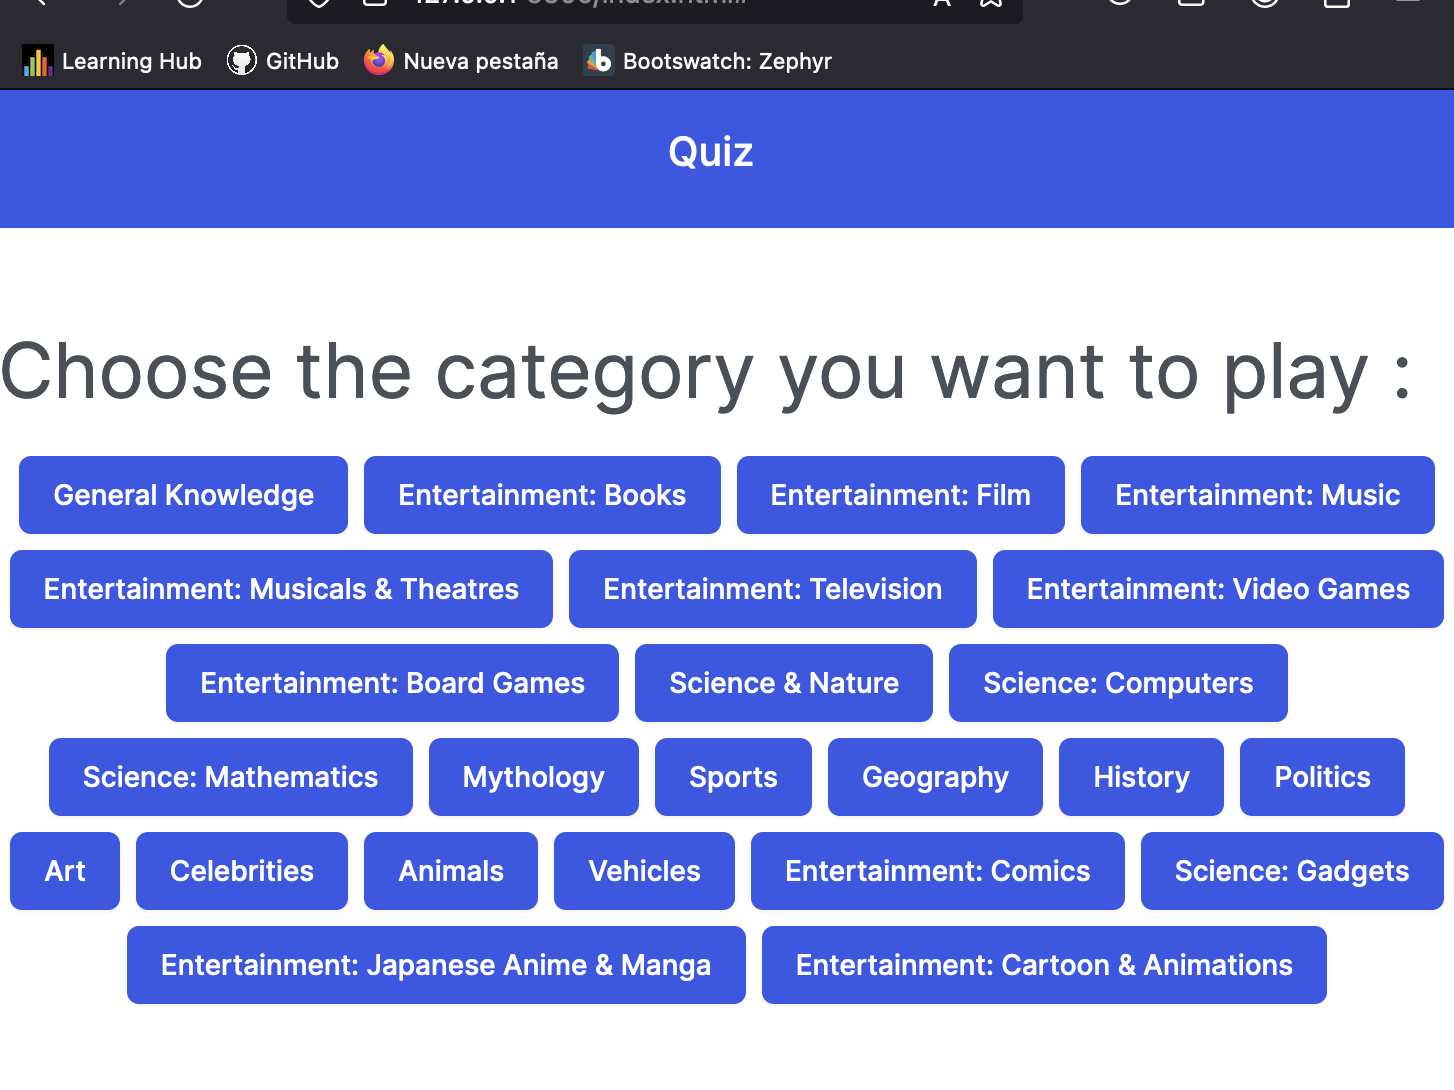 Learning Hub GitHub Nueva pestaña Bootswatch: Zephyr
Quiz
Choose the category you want to play :
General Knowledge Entertainment: Books Entertainment: Film Entertainment: Music
Entertainment: Musicals & Theatres Entertainment: Television Entertainment: Video Games
Entertainment: Board Games Science & Nature Science: Computers
Science: Mathematics Mythology Sports Geography History Politics
Art Celebrities Animals Vehicles Entertainment: Comics Science: Gadgets
Entertainment: Japanese Anime & Manga Entertainment: Cartoon & Animations